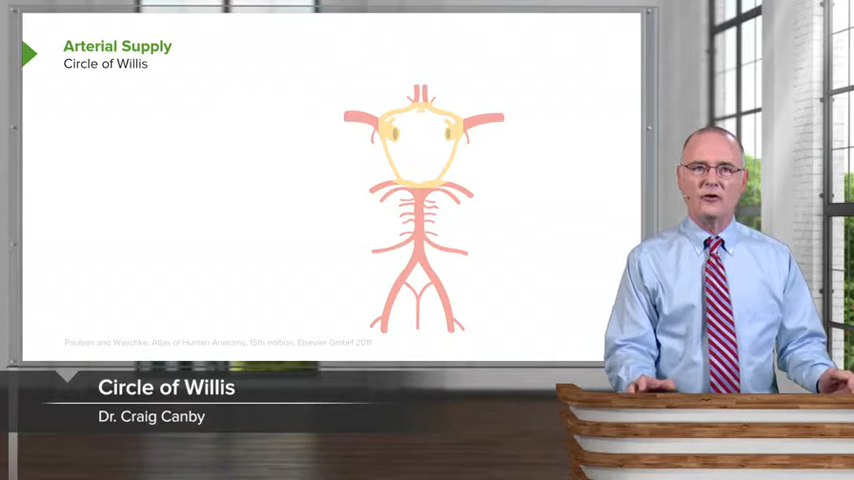 Arterial Supply
Circle of Willis
Paulsen and Waschke, Atlas of Human Anatomy, 15th edition, Elsevier GmbH 2011
Circle of Willis
Dr. Craig Canby